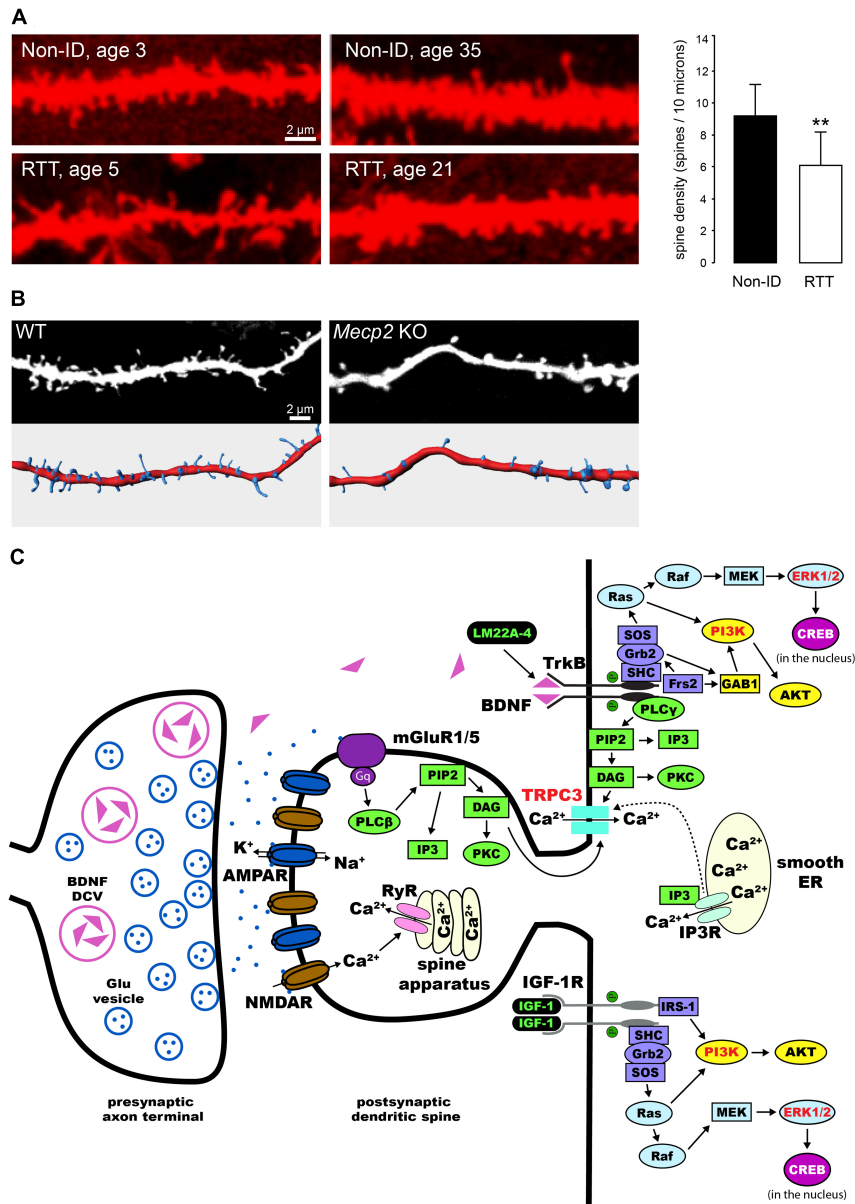 A
Non-ID, age 3
2 µm
Non-ID, age 35
RTT, age 5
RTT, age 21
spine density (spines / 10 microns)
14
12
10
8
6
4
2
0
**
Non-ID
RTT
B
WT
2 µm
Mecp2 KO
C
LM22A-4
TrkB
BDNF
P
P
SOS
Grb2
SHC
Frs2
GAB1
Ras
Raf
MEK
ERK1/2
CREB
(in the nucleus)
PI3K
AKT
PLCγ
PIP2
IP3
DAG
PKC
TRPC3
Ca2+
Ca2+
mGluR1/5
Gq
PLCβ
PIP2
IP3
DAG
PKC
K+
Na+
AMPAR
RyR
Ca2+
Ca2+
Ca2+
spine
apparatus
Ca2+
NMDAR
BDNF
DCV
Glu
vesicle
Ca2+
Ca2+
Ca2+
smooth
ER
IP3
Ca2+
IP3R
IGF-1R
IGF-1
IGF-1
P
P
IRS-1
SHC
Grb2
SOS
PI3K
AKT
Ras
Raf
MEK
ERK1/2
CREB
(in the nucleus)
presynaptic
axon terminal
postsynaptic
dendritic spine